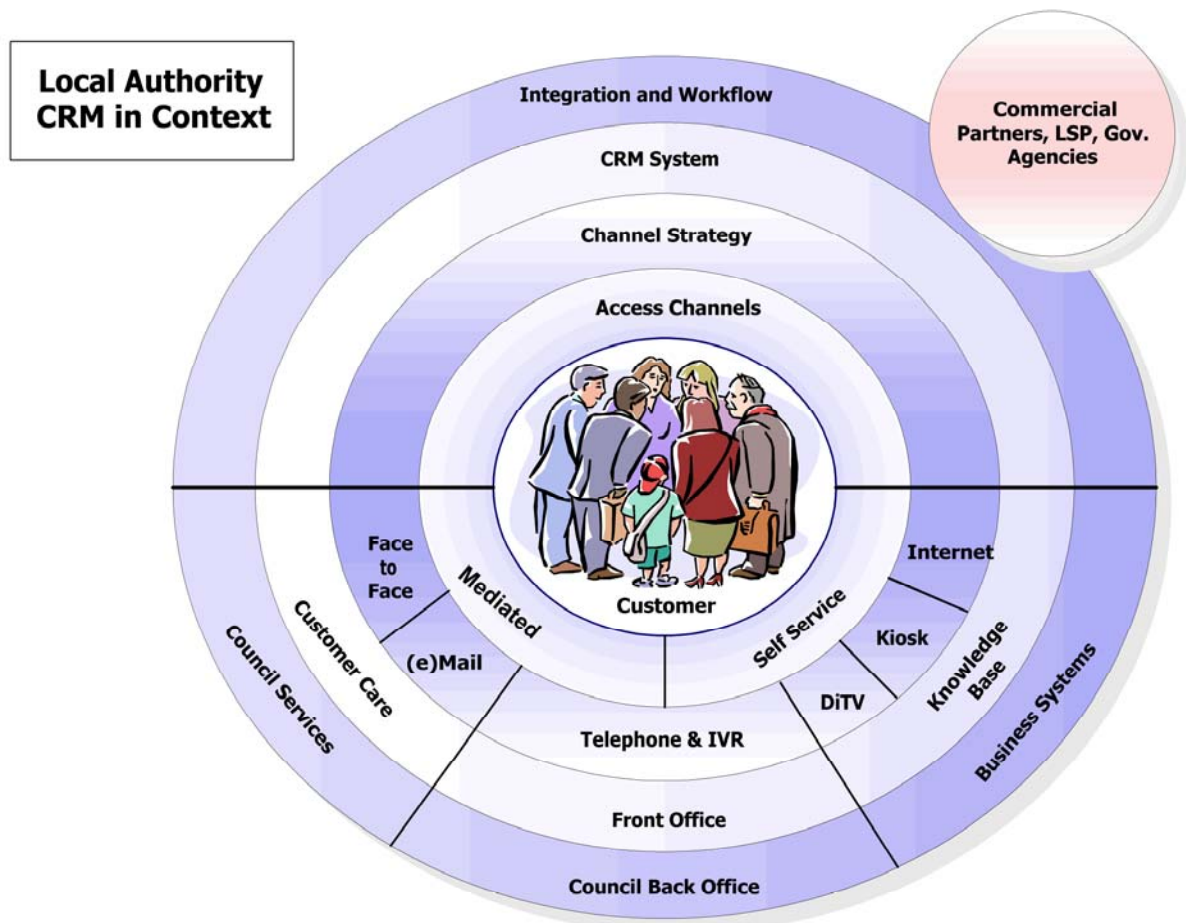 Local Authority
CRM in Context
Integration and Workflow
Commercial
Partners, LSP, Gov.
Agencies
CRM System
Channel Strategy
Access Channels
Customer
Mediated
Self Service
Face
to
Face
(e)Mail
Telephone & IVR
DiTV
Kiosk
Internet
Customer Care
Front Office
Knowledge
Base
Council Services
Council Back Office
Business Systems